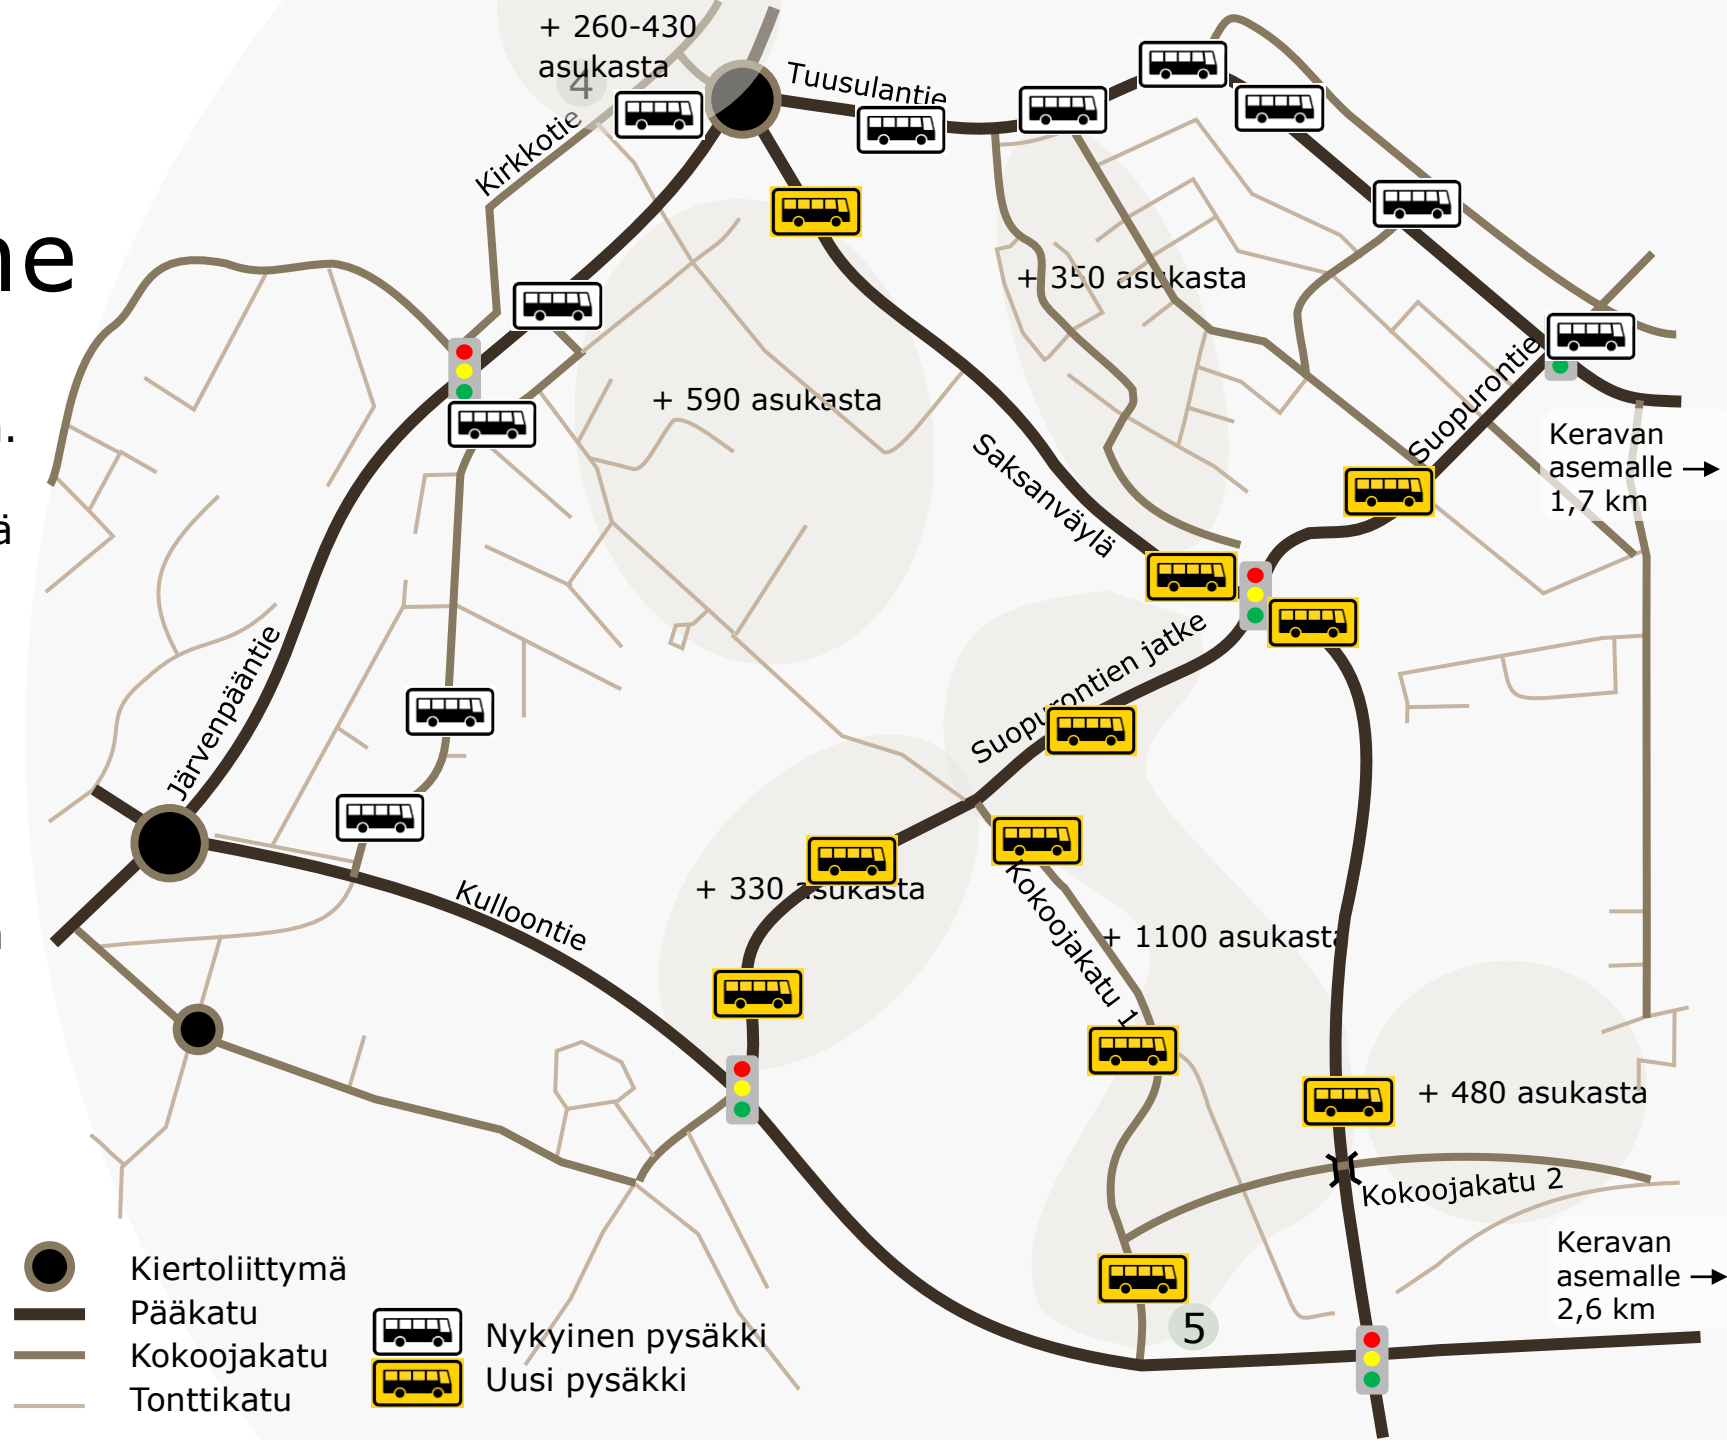 + 260-430
asukasta
4
Tuusulantie
Kirkkotie
ne
+ 350 asukasta
+ 590 asukasta
Suopurontie
Keravan
asemalle →
1,7 km
Saksanväylä
ä
Suopurontien jatke
Järvenpääntie
+ 330 asukasta
Kulloontie
Kokoojakatu 1
+ 1100 asukasta
+ 480 asukasta
Kokoojakatu 2
Keravan
asemalle →
2,6 km
5
Kiertoliittymä
Pääkatu
Kokoojakatu
Tonttikatu
Nykyinen pysäkki
Uusi pysäkki